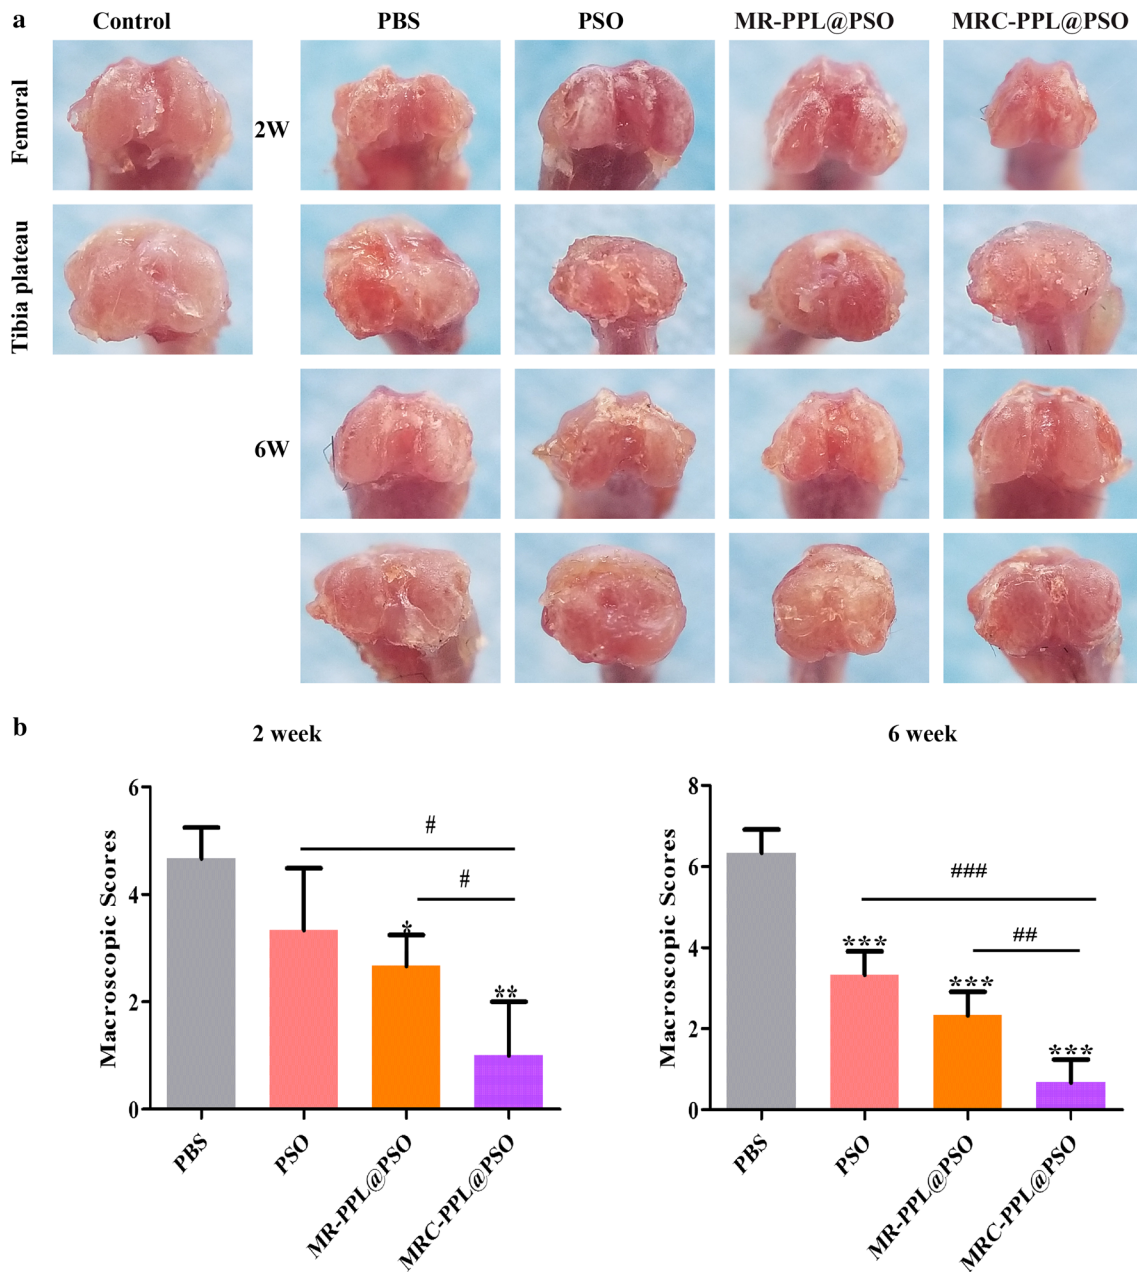 a
Control
PBS
PSO
MR-PPL@PSO
MRC-PPL@PSO
Femoral
2W
Tibia plateau
6W
b
2 week
Macroscopic Scores
6
4
2
0
#
#
*
**
PBS
PSO
MR-PPL@PSO
MRC-PPL@PSO
6 week
Macroscopic Scores
8
6
4
2
0
###
##
***
***
***
PBS
PSO
MR-PPL@PSO
MRC-PPL@PSO